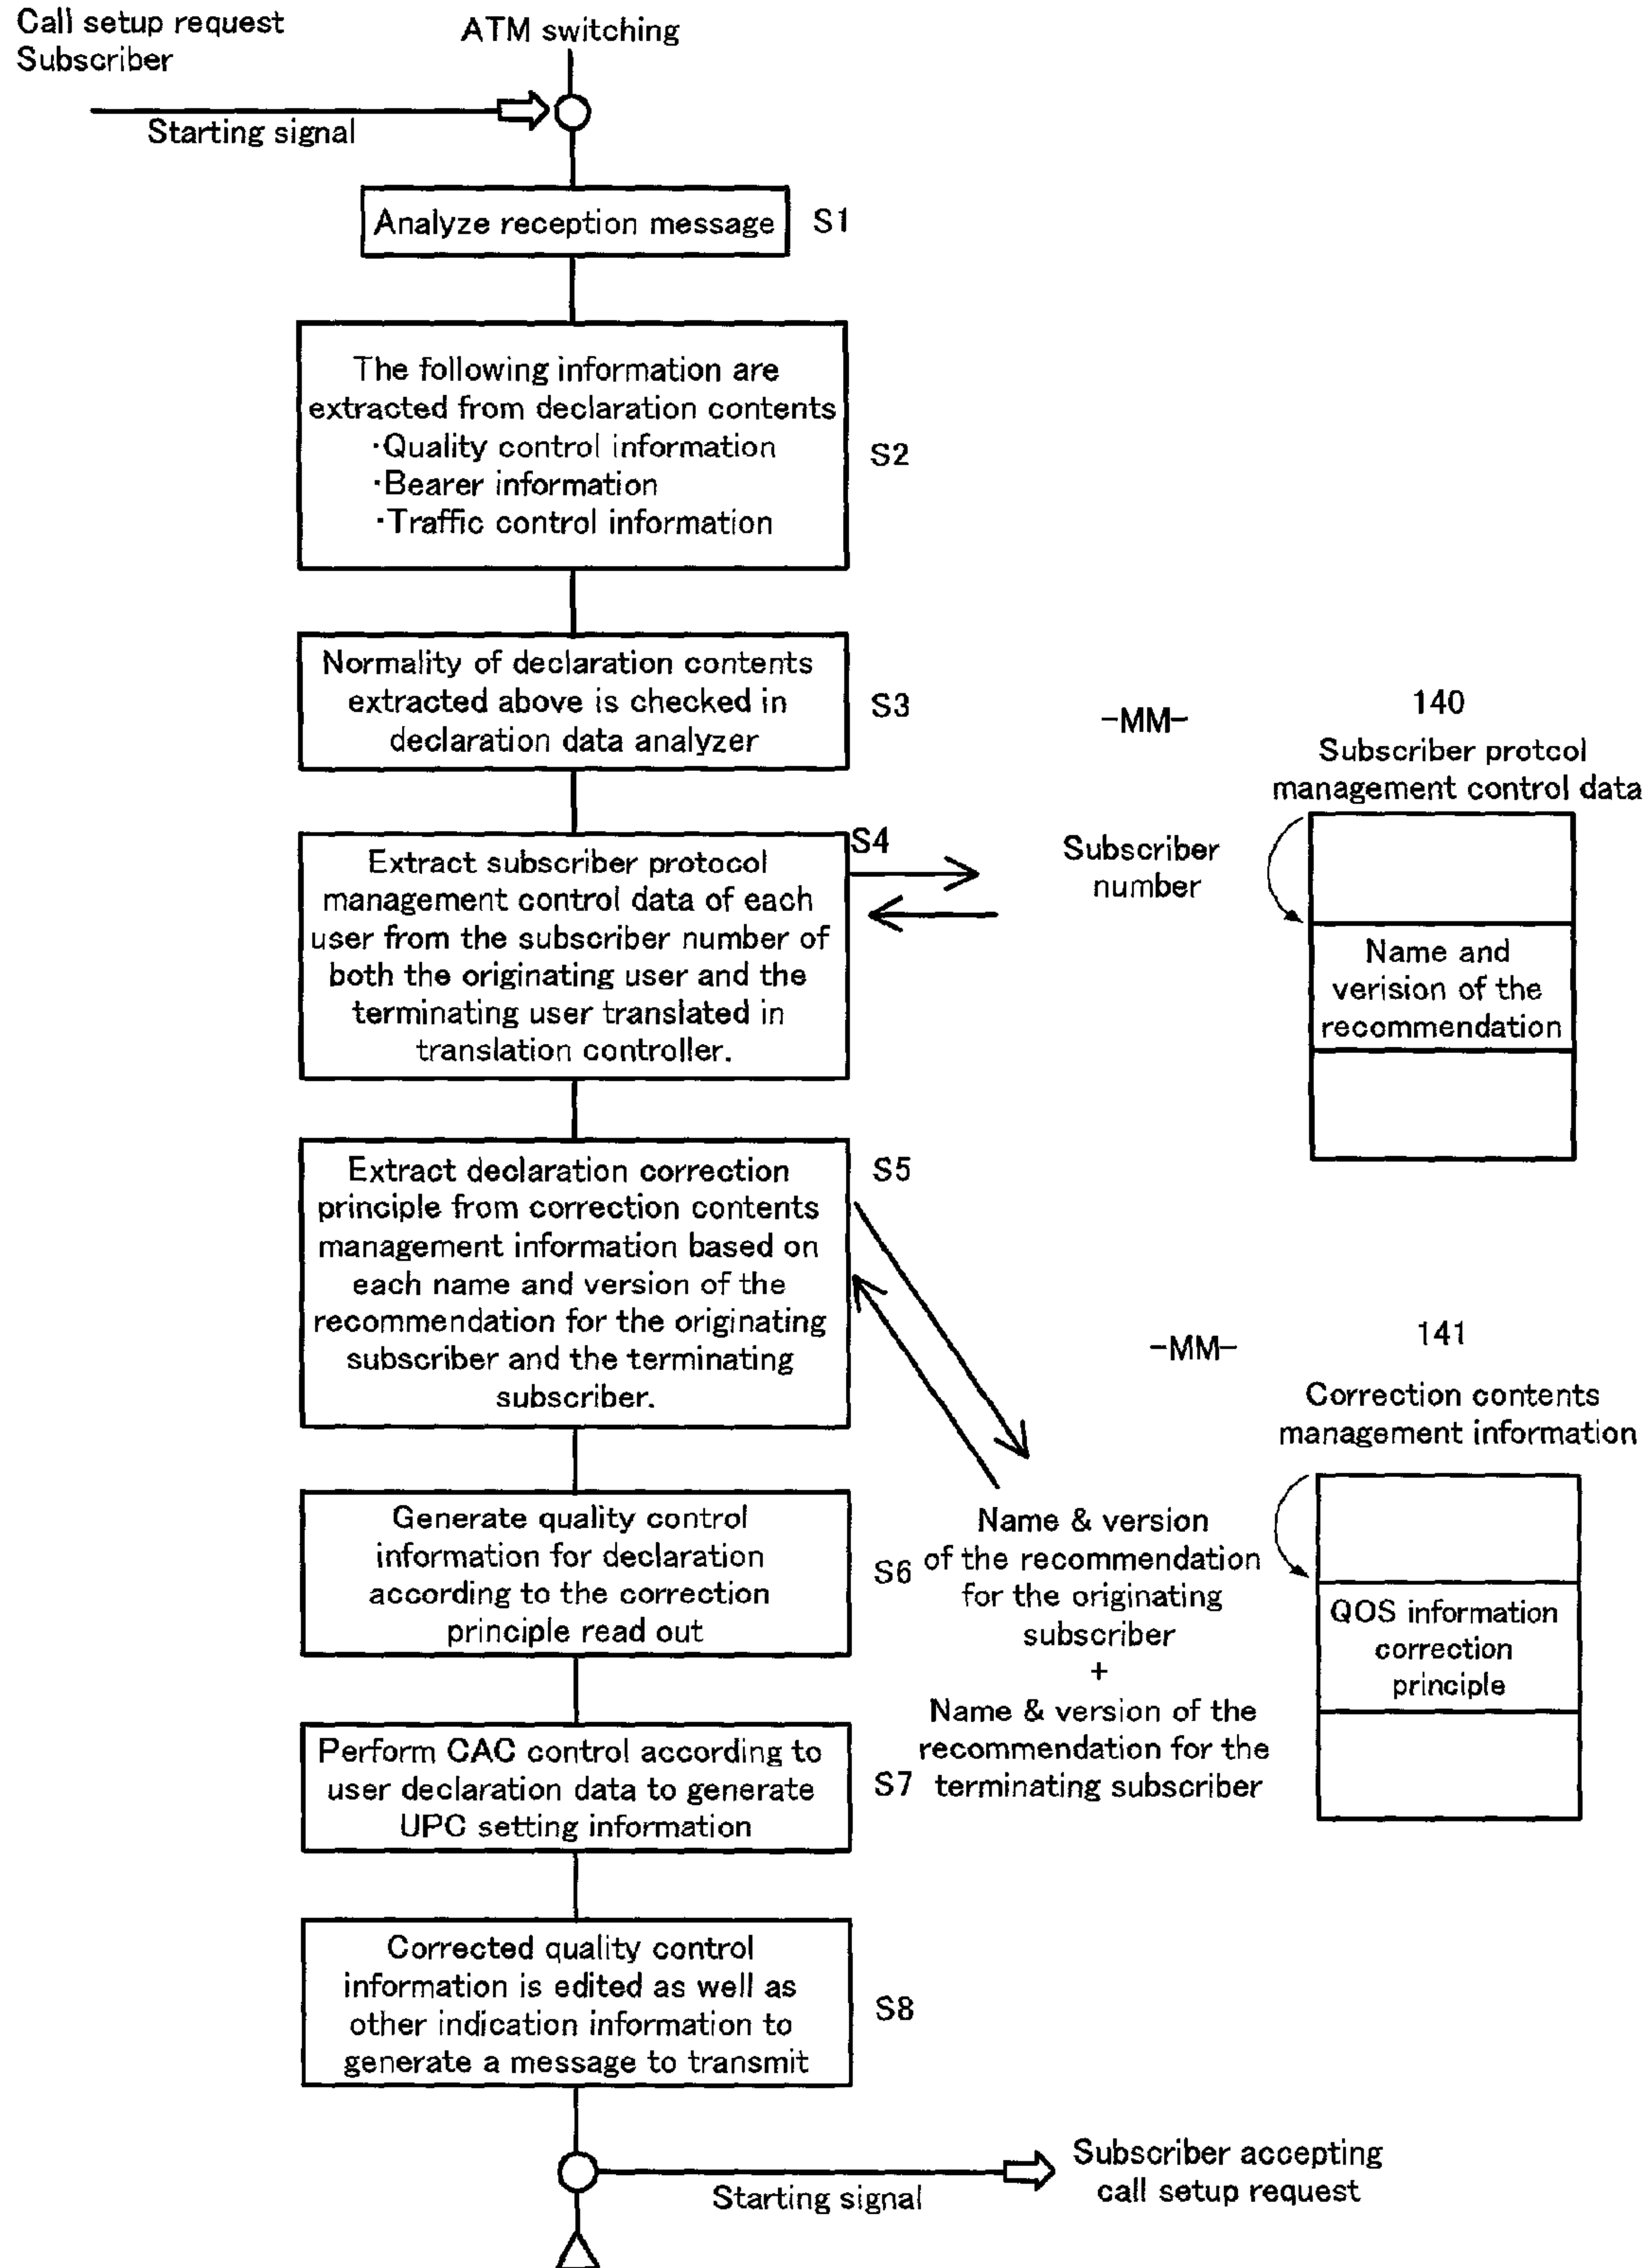 Call setup request
Subscriber
ATM switching
Starting signal
Analyze reception message
S1
The following information are
extracted from declaration contents
·Quality control information
·Bearer information
·Traffic control information
S2
Normality of declaration contents
extracted above is checked in
declaration data analyzer
S3
-MM-
140
Subscriber protcol
management control data
S4
Extract subscriber protocol
management control data of each
user from the subscriber number of
both the originating user and the
terminating user translated in
translation controller.
Subscriber
number
Name and
verision of the
recommendation
Extract declaration correction
principle from correction contents
management information based on
each name and version of the
recommendation for the originating
subscriber and the terminating
subscriber.
S5
-MM-
141
Correction contents
management information
Generate quality control
information for declaration
according to the correction
principle read out
S6
Name & version
of the recommendation
for the originating
subscriber
+
Name & version of the
recommendation for the
terminating subscriber
QOS information
correction
principle
Perform CAC control according to
user declaration data to generate
UPC setting information
S7
Corrected quality control
information is edited as well as
other indication information to
generate a message to transmit
S8
Starting signal
Subscriber accepting
call setup request